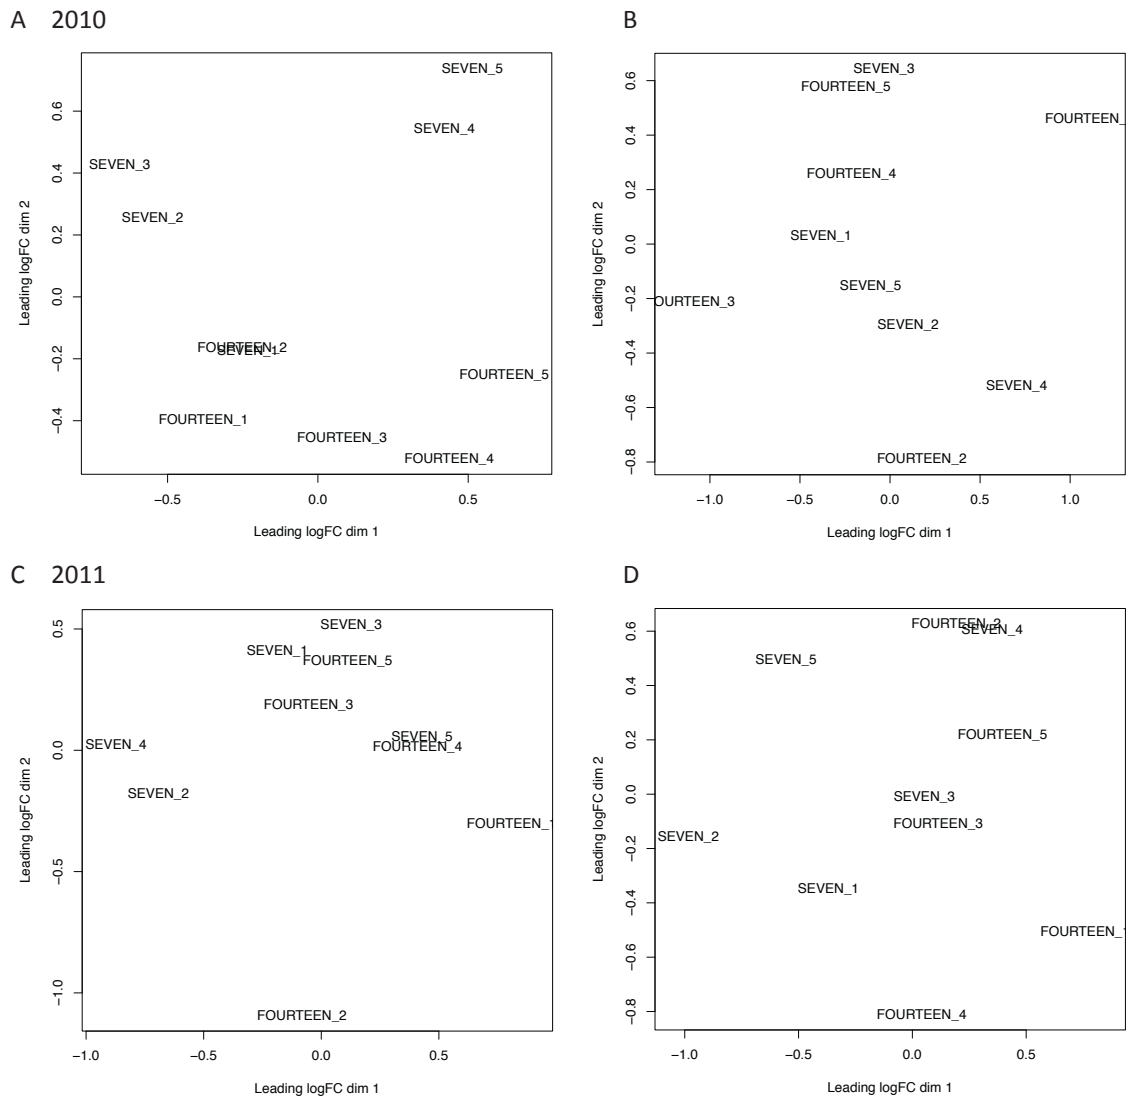 A 2010
SEVEN_5
SEVEN_4
SEVEN_3
SEVEN_2
FOURTEEN_2
SEVEN_1
FOURTEEN_5
FOURTEEN_1
FOURTEEN_3
FOURTEEN_4
0.6
0.4
0.2
0.0
−0.2
−0.4
Leading logFC dim 2
−0.5 0.0 0.5
Leading logFC dim 1
B
SEVEN_3
FOURTEEN_5
FOURTEEN_
FOURTEEN_4
SEVEN_1
SEVEN_5
OURTEEN_3
SEVEN_2
SEVEN_4
FOURTEEN_2
0.6
0.4
0.2
0.0
−0.2
−0.4
−0.6
−0.8
Leading logFC dim 2
−1.0 −0.5 0.0 0.5 1.0
Leading logFC dim 1
C 2011
SEVEN_3
SEVEN_1
FOURTEEN_5
FOURTEEN_3
SEVEN_5
SEVEN_4
FOURTEEN_4
SEVEN_2
FOURTEEN_1
FOURTEEN_2
0.5
0.0
−0.5
−1.0
Leading logFC dim 2
−1.0 −0.5 0.0 0.5
Leading logFC dim 1
D
FOURTEEN_2
SEVEN_4
SEVEN_5
FOURTEEN_5
SEVEN_3
FOURTEEN_3
SEVEN_2
SEVEN_1
FOURTEEN_1
FOURTEEN_4
0.6
0.4
0.2
0.0
−0.2
−0.4
−0.6
−0.8
Leading logFC dim 2
−1.0 −0.5 0.0 0.5
Leading logFC dim 1